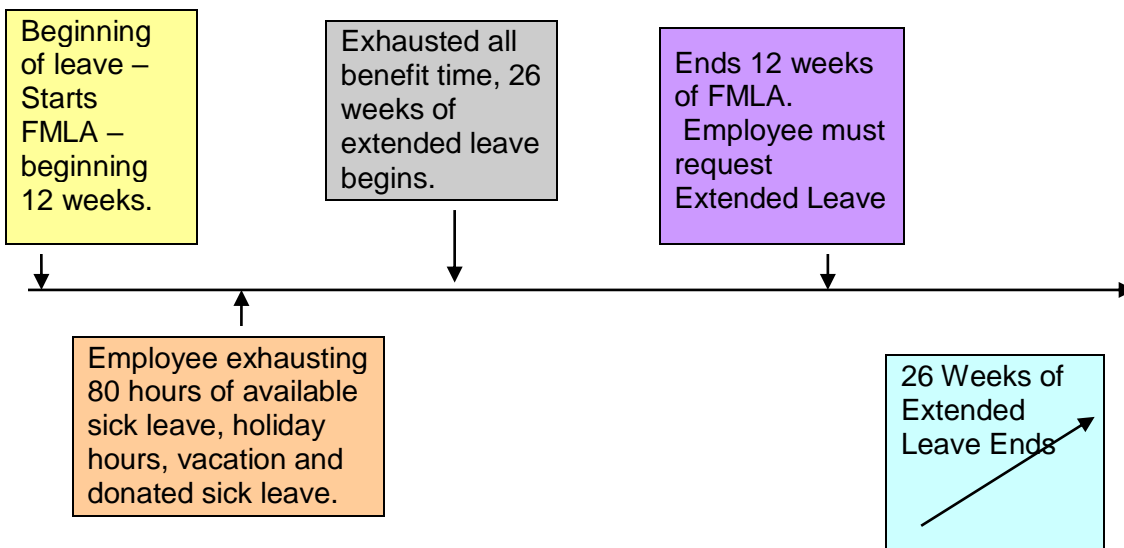 Beginning
of leave –
Starts
FMLA –
beginning
12 weeks.
Exhausted all
benefit time, 26
weeks of
extended leave
begins.
Ends 12 weeks
of FMLA.
Employee must
request
Extended Leave
Employee exhausting
80 hours of available
sick leave, holiday
hours, vacation and
donated sick leave.
26 Weeks of
Extended
Leave Ends